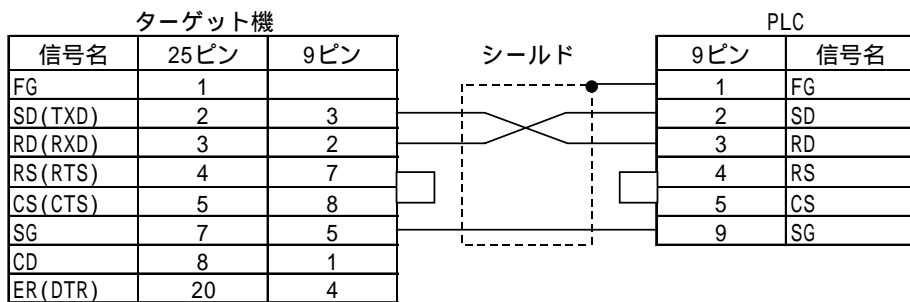 ターゲット機 PLC
信号名 25ピン 9ピン シールド 9ピン 信号名
FG 1 1 FG
SD(TXD) 2 3 2 SD
RD(RXD) 3 2 3 RD
RS(RTS) 4 7 4 RS
CS(CTS) 5 8 5 CS
SG 7 5 9 SG
CD 8 1
ER(DTR) 20 4